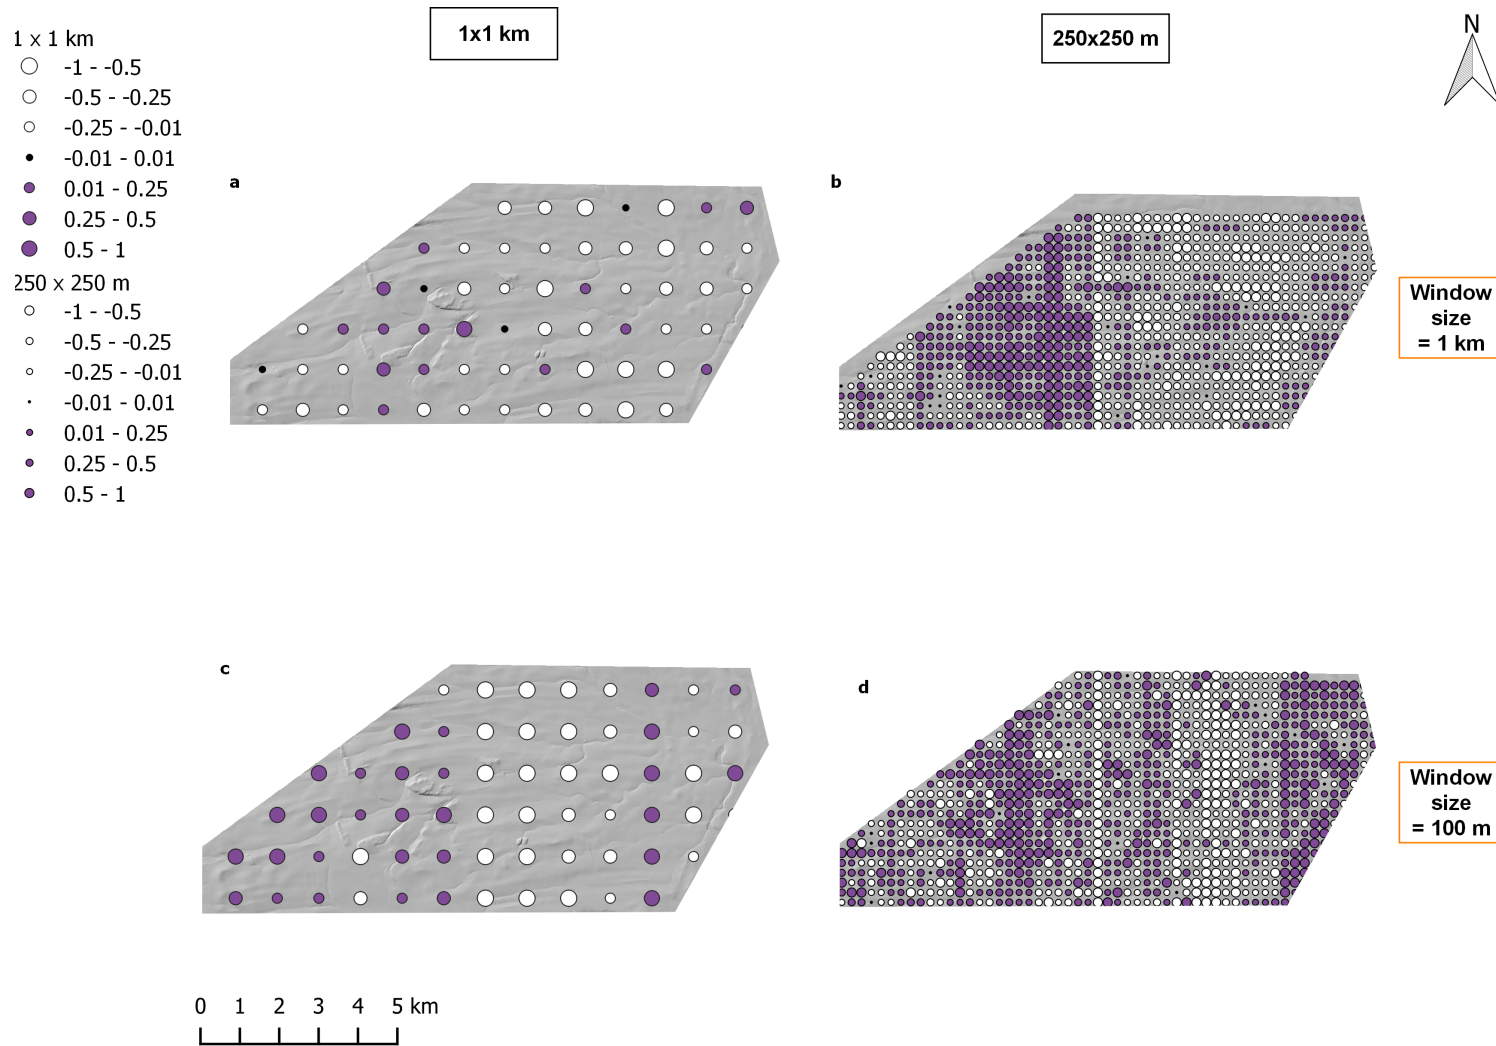 1x1 km
250x250 m
N
1 x 1 km
-1 - -0.5
-0.5 - -0.25
-0.25 - -0.01
-0.01 - 0.01
0.01 - 0.25
0.25 - 0.5
0.5 - 1
250 x 250 m
-1 - -0.5
-0.5 - -0.25
-0.25 - -0.01
-0.01 - 0.01
0.01 - 0.25
0.25 - 0.5
0.5 - 1
a
b
Window
size
= 1 km
c
d
Window
size
= 100 m
0 1 2 3 4 5 km